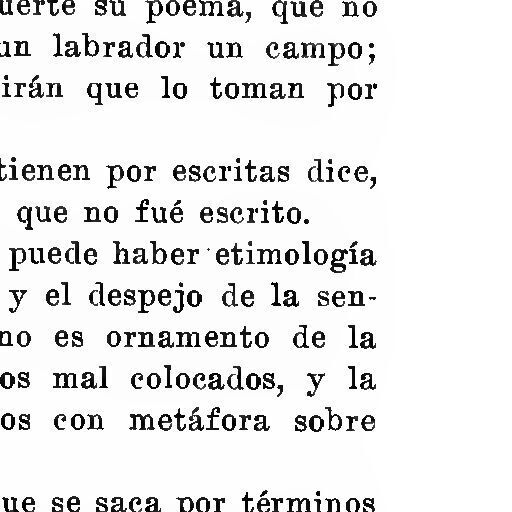 uerte su poema, que no
un labrador un campo;
irán que lo toman por
tienen por escritas dice,
que no fué escrito.
puede haber etimología
y el despejo de la sen-
no es ornamento de la
os mal colocados, y la
os con metáfora sobre
ue se saca por términos